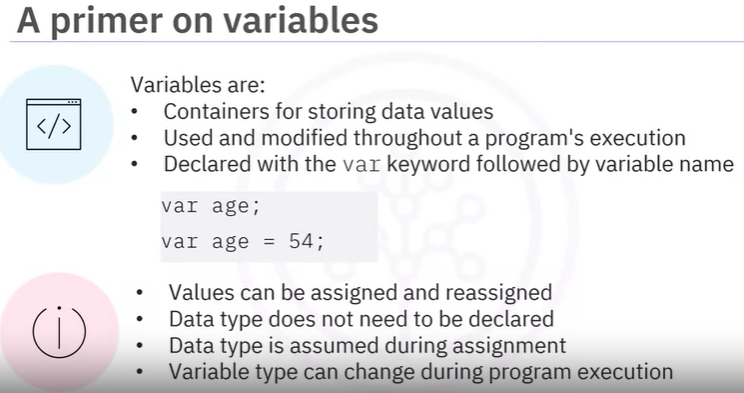 A primer on variables
Variables are:
• Containers for storing data values
• Used and modified throughout a program's execution
• Declared with the var keyword followed by variable name
</>
var age;
var age = 54;
• Values can be assigned and reassigned
• Data type does not need to be declared
• Data type is assumed during assignment
• Variable type can change during program execution